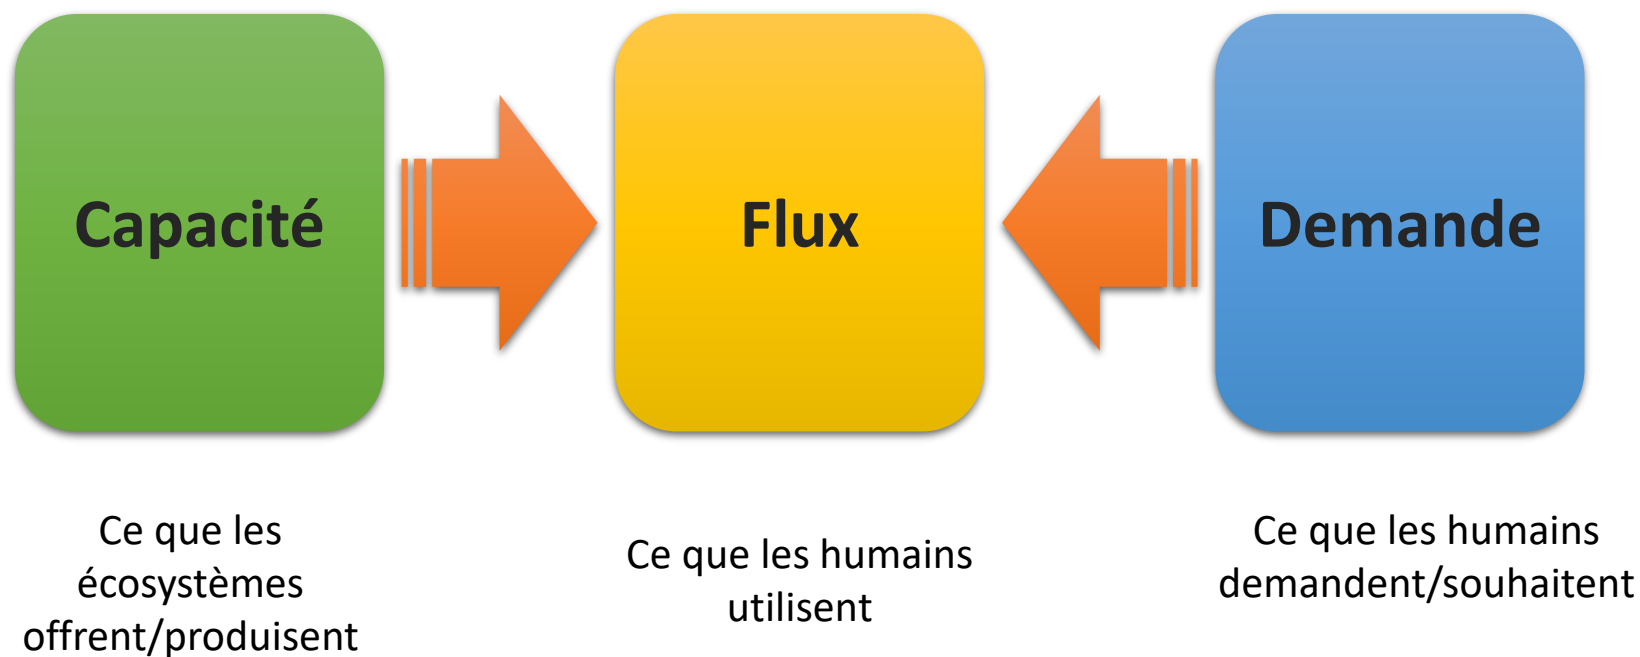 Capacité
Flux
Demande
Ce que les
écosystèmes
offrent/produisent
Ce que les humains
utilisent
Ce que les humains
demandent/souhaitent